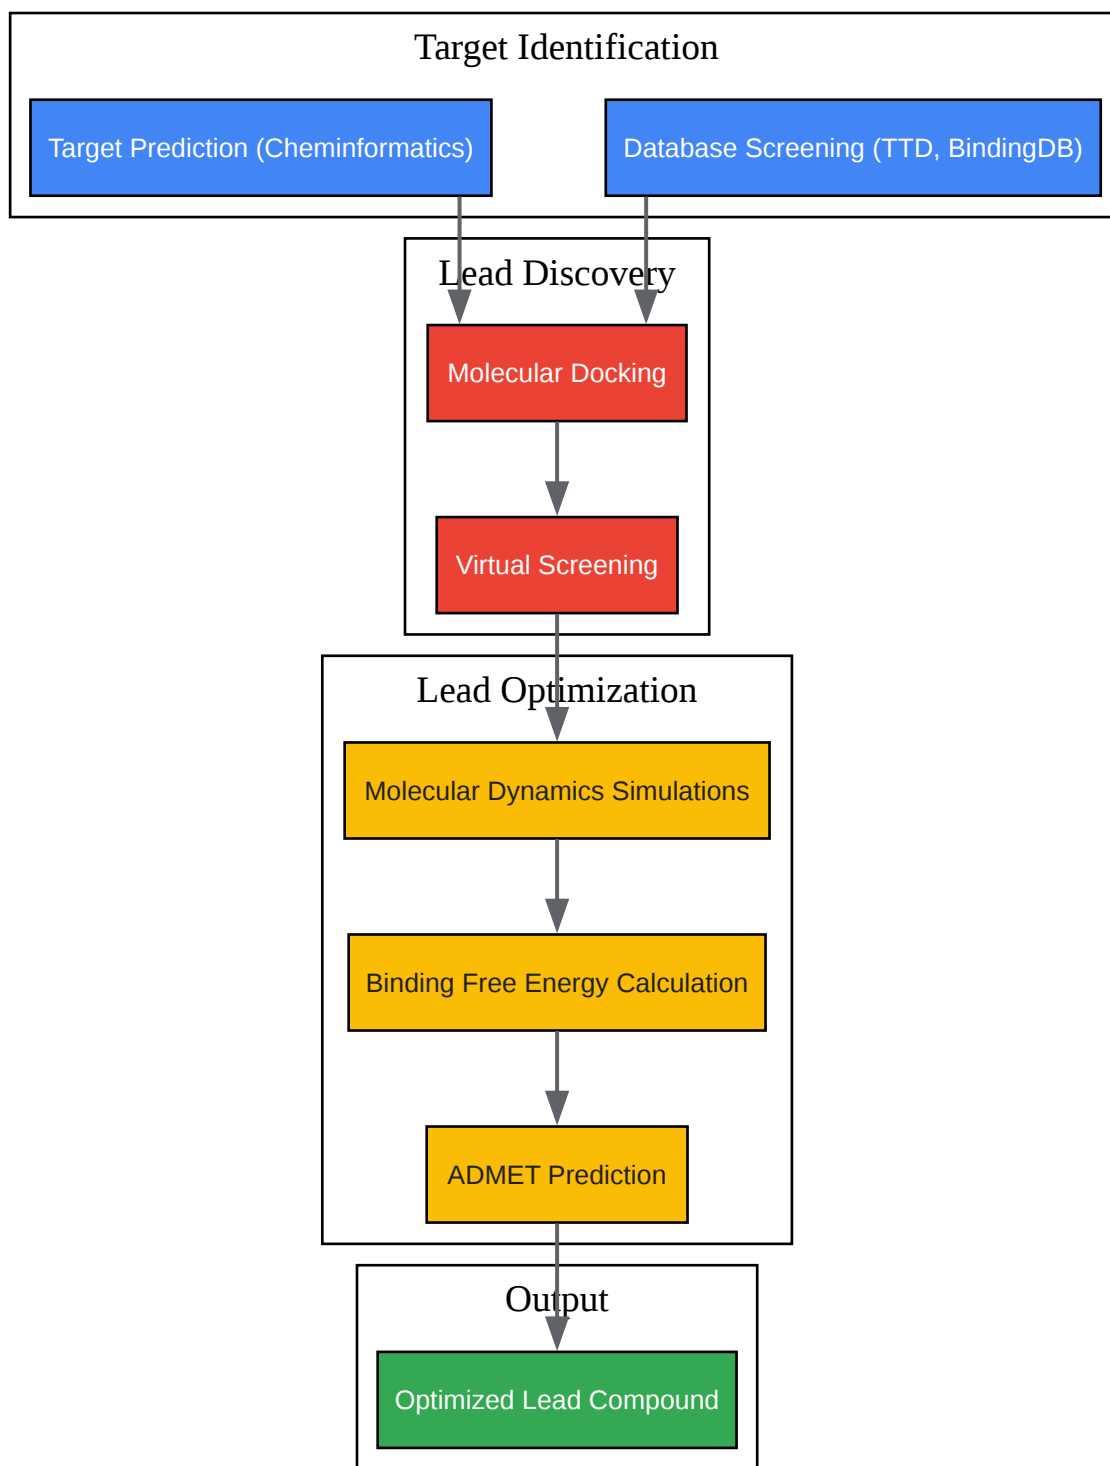 Target Identification
Target Prediction (Cheminformatics)
Database Screening (TTD, BindingDB)
Lead Discovery
Molecular Docking
Virtual Screening
Lead Optimization
Molecular Dynamics Simulations
Binding Free Energy Calculation
ADMET Prediction
Output
Optimized Lead Compound